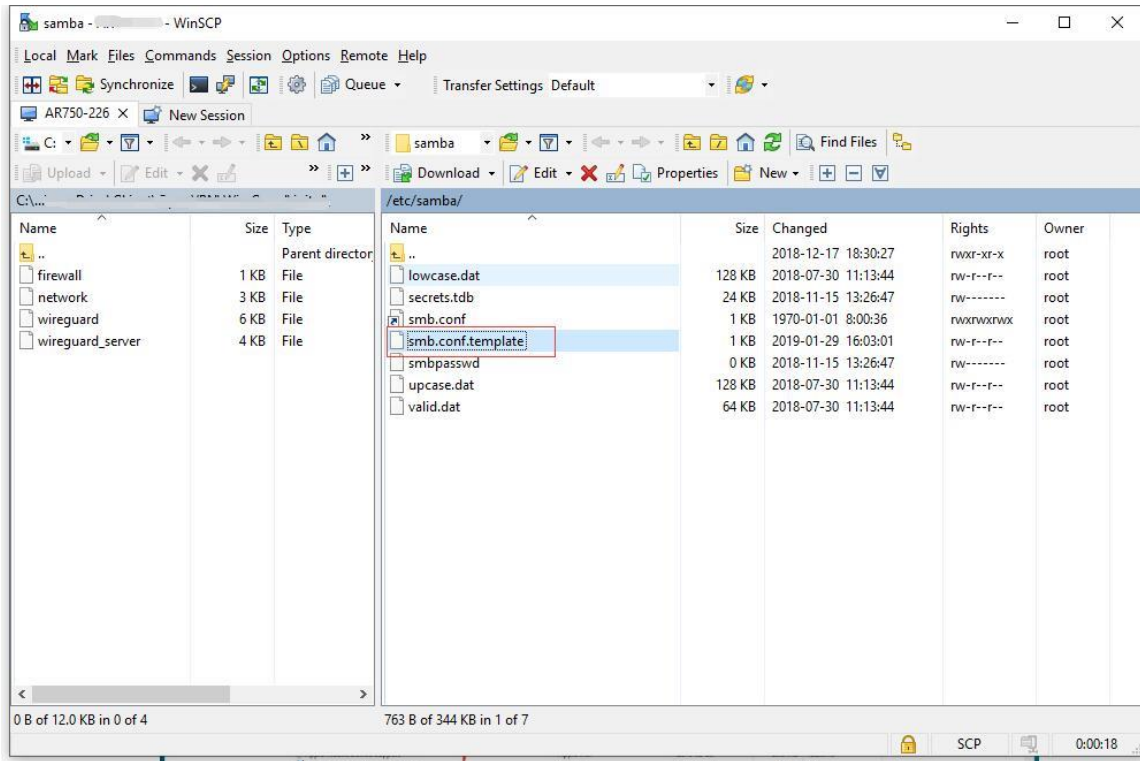 samba - - WinSCP
Local Mark Files Commands Session Options Remote Help
Synchronize Queue Transfer Settings Default
AR750-226 × New Session
C: » samba Find Files
Upload Edit » Download Edit Properties New
C:\... /etc/samba/
Name Size Type Name Size Changed Rights Owner
.. Parent director .. 2018-12-17 18:30:27 rwxr-xr-x root
firewall 1 KB File lowcase.dat 128 KB 2018-07-30 11:13:44 rw-r--r-- root
network 3 KB File secrets.tdb 24 KB 2018-11-15 13:26:47 rw------- root
wireguard 6 KB File smb.conf 1 KB 1970-01-01 8:00:36 rwxrwxrwx root
wireguard_server 4 KB File smb.conf.template 1 KB 2019-01-29 16:03:01 rw-r--r-- root
smbpasswd 0 KB 2018-11-15 13:26:47 rw------- root
upcase.dat 128 KB 2018-07-30 11:13:44 rw-r--r-- root
valid.dat 64 KB 2018-07-30 11:13:44 rw-r--r-- root
0 B of 12.0 KB in 0 of 4 763 B of 344 KB in 1 of 7
SCP 0:00:18